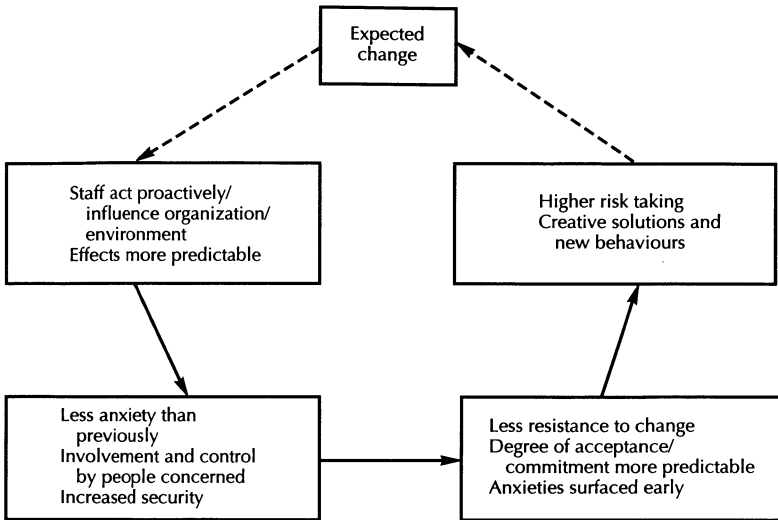 Expected
change
Staff act proactively/
influence organization/
environment
Effects more predictable
Higher risk taking
Creative solutions and
new behaviours
Less anxiety than
previously
Involvement and control
by people concerned
Increased security
Less resistance to change
Degree of acceptance/
commitment more predictable
Anxieties surfaced early